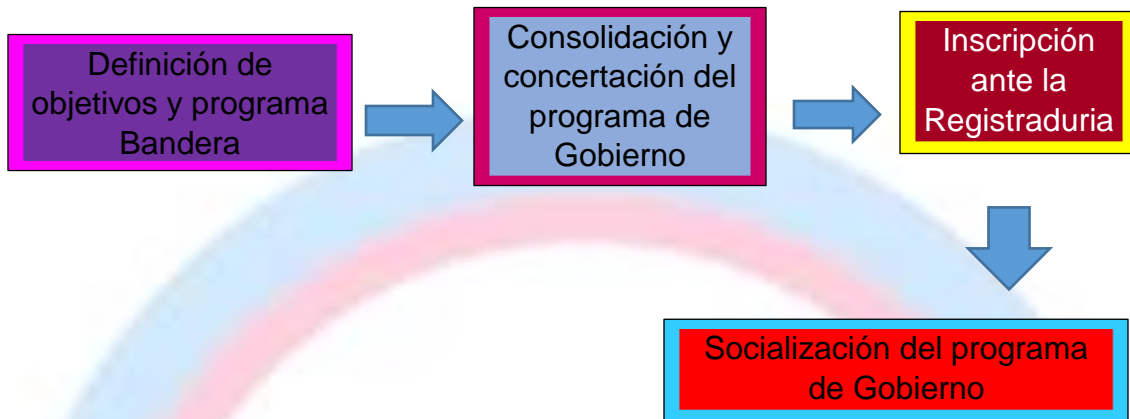 Definición de
objetivos y programa
Bandera
Consolidación y
concertación del
programa de
Gobierno
Inscripción
ante la
Registraduria
Socialización del programa
de Gobierno